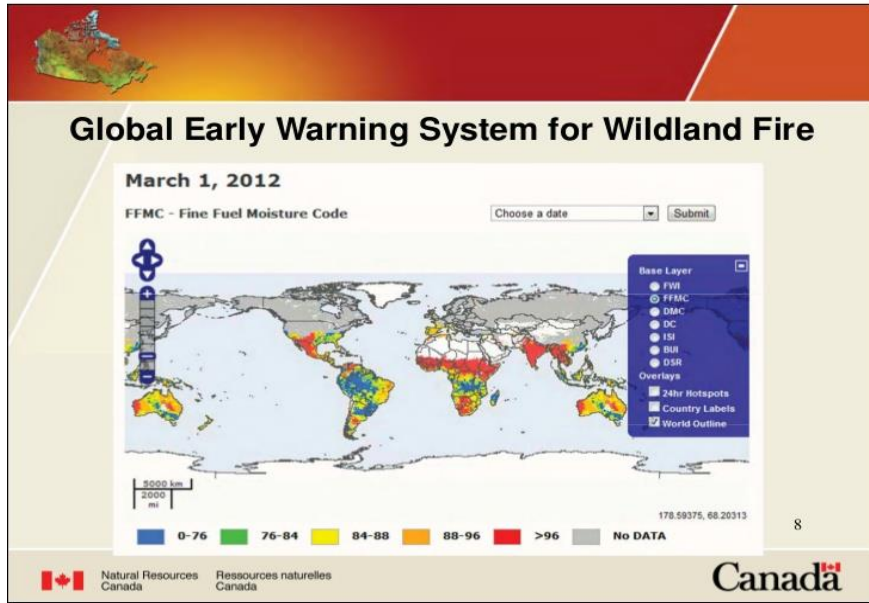 Global Early Warning System for Wildland Fire
March 1, 2012
FFMC - Fine Fuel Moisture Code
Choose a date
Submit
Base Layer
FWI
FFMC
DMC
DC
ISI
BUI
DSR
Overlays
24hr Hotspots
Country Labels
World Outline
5000 km
2000
mi
178.59375, 68.20313
0-76 76-84 84-88 88-96 >96 No DATA
8
Natural Resources Ressources naturelles
Canada Canada
Canada